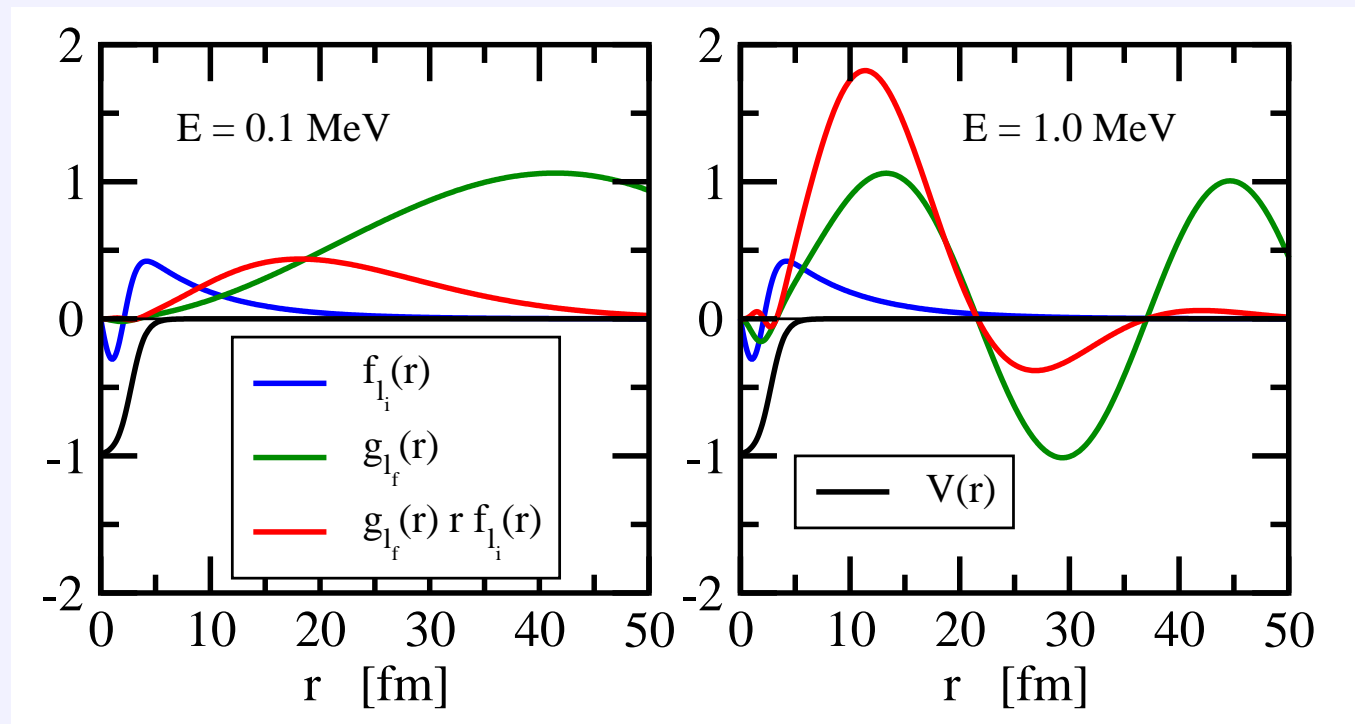 2
1
0
-1
-2
E = 0.1 MeV
f_{l_i}(r)
g_{l_f}(r)
g_{l_f}(r) r f_{l_i}(r)
0 10 20 30 40 50
r [fm]
2
1
0
-1
-2
E = 1.0 MeV
V(r)
0 10 20 30 40 50
r [fm]